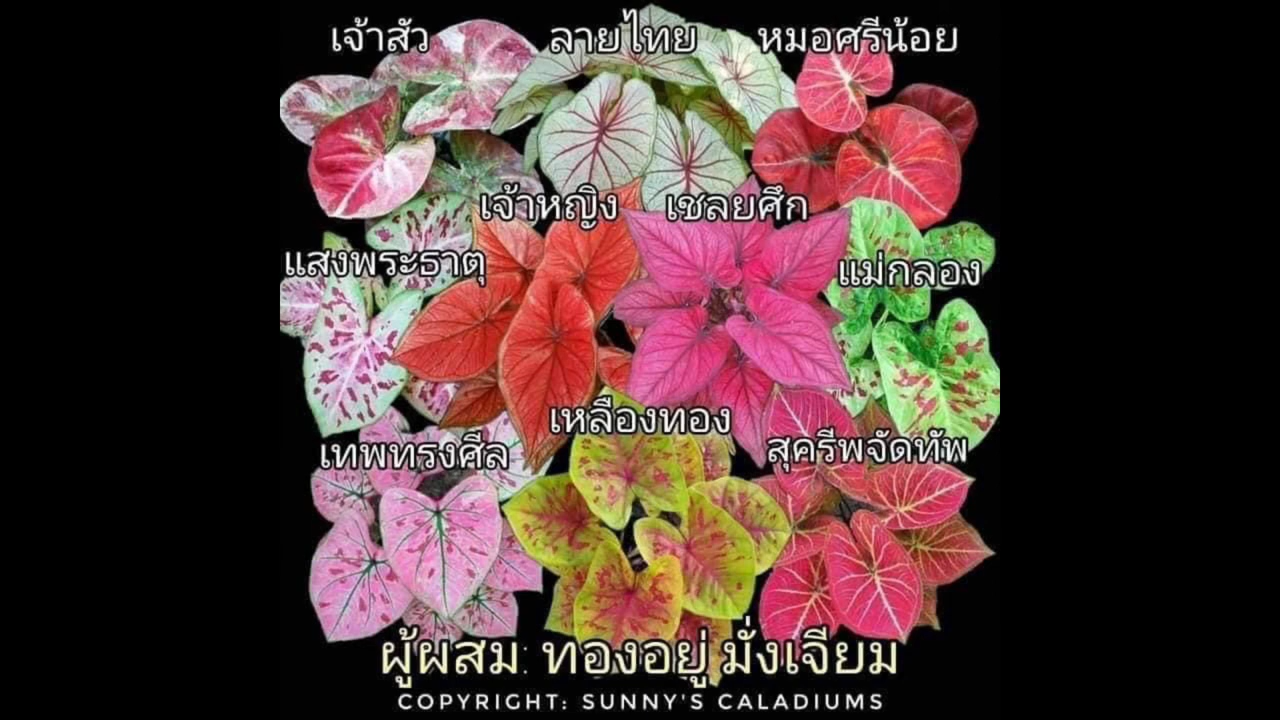 เจ้าสัว
ลายไทย
หมอศรีน้อย
เจ้าหญิง
เชลยศึก
แสงพระธาตุ
แม่กลอง
เหลืองทอง
เทพทรงศีล
สุครีพจัดทัพ
ผู้ผสม: ทองอยู่ มั่งเจียม
COPYRIGHT: SUNNY'S CALADIUMS